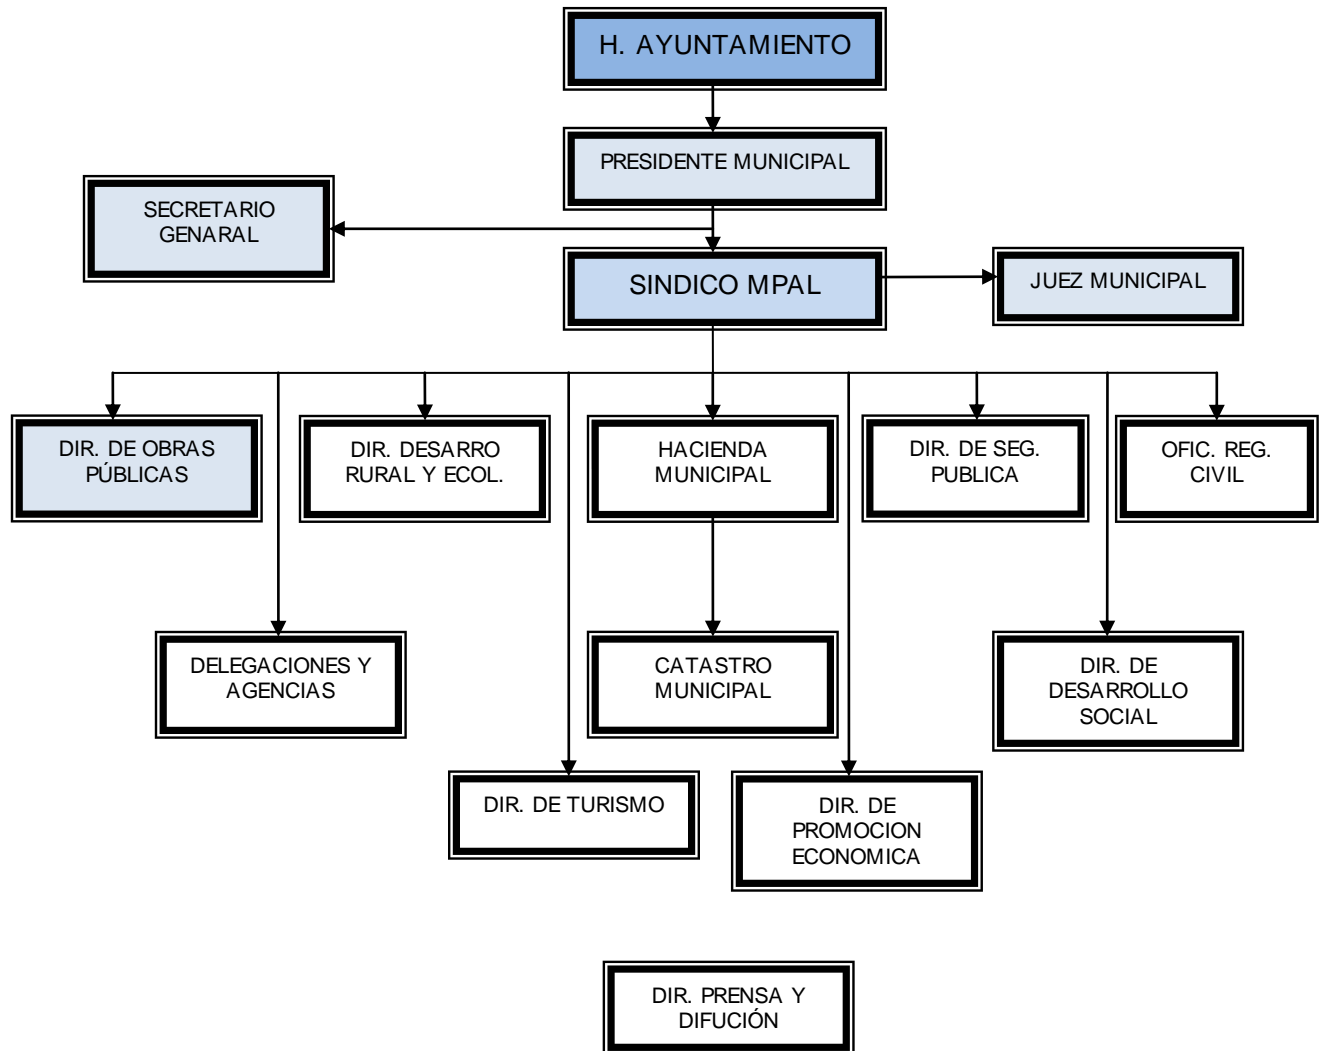 H. AYUNTAMIENTO
PRESIDENTE MUNICIPAL
SECRETARIO
GENARAL
SINDICO MPAL
JUEZ MUNICIPAL
DIR. DE OBRAS
PÚBLICAS
DIR. DESARRO
RURAL Y ECOL.
HACIENDA
MUNICIPAL
DIR. DE SEG.
PUBLICA
OFIC. REG.
CIVIL
DELEGACIONES Y
AGENCIAS
CATASTRO
MUNICIPAL
DIR. DE
DESARROLLO
SOCIAL
DIR. DE TURISMO
DIR. DE
PROMOCION
ECONOMICA
DIR. PRENSA Y
DIFUCIÓN